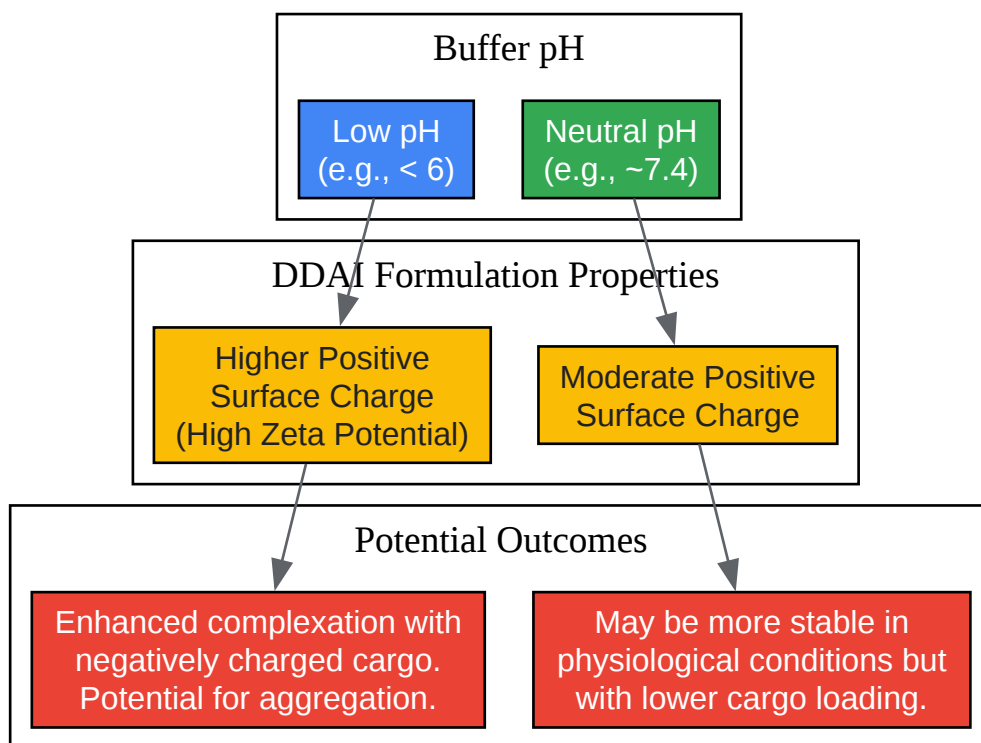 Buffer pH
Low pH
(e.g., < 6)
Neutral pH
(e.g., ~7.4)
DDAI Formulation Properties
Higher Positive
Surface Charge
(High Zeta Potential)
Moderate Positive
Surface Charge
Potential Outcomes
Enhanced complexation with
negatively charged cargo.
Potential for aggregation.
May be more stable in
physiological conditions but
with lower cargo loading.